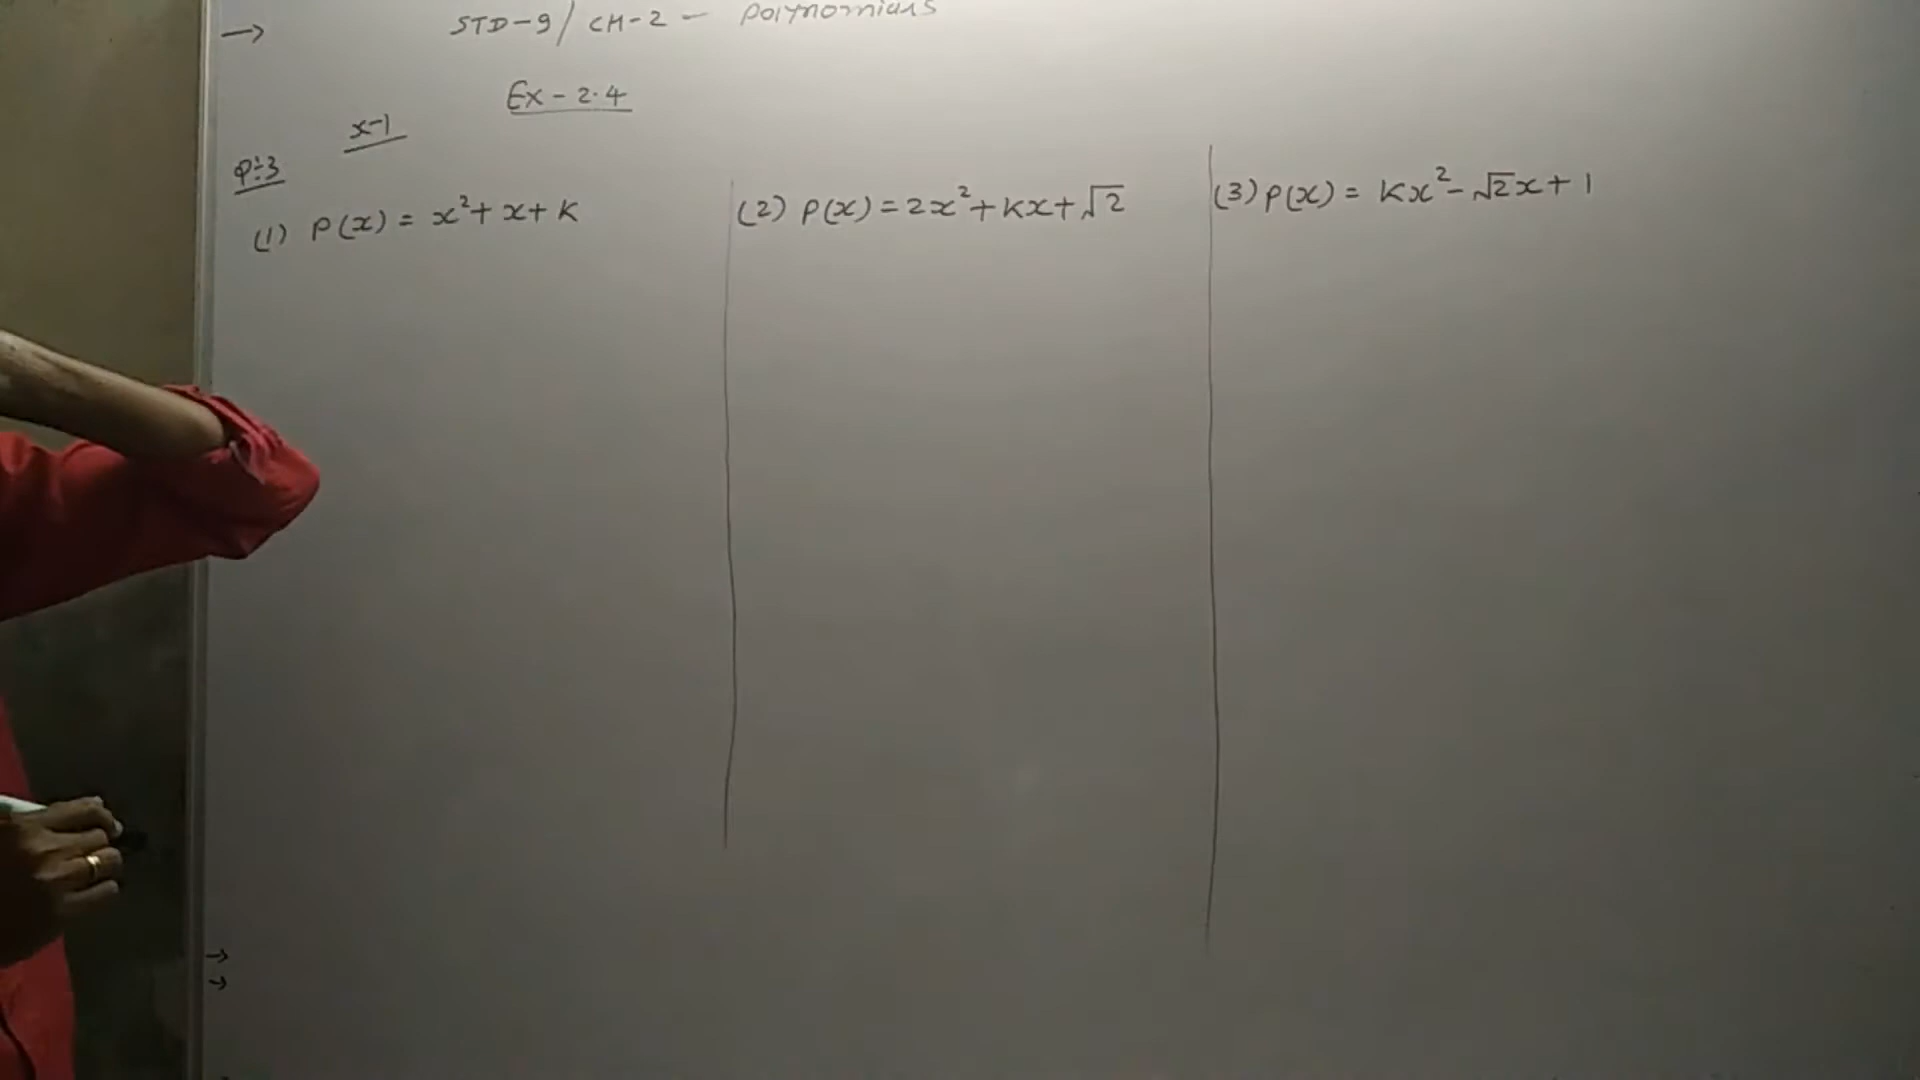 → STD-9/ CH-2 - Polynomials
Ex - 2.4
x-1
Q:3
(1) P(x) = x²+ x+ k
(2) P(x) = 2x²+ kx+ √2
(3) P(x) = kx²- √2x+ 1
→
→